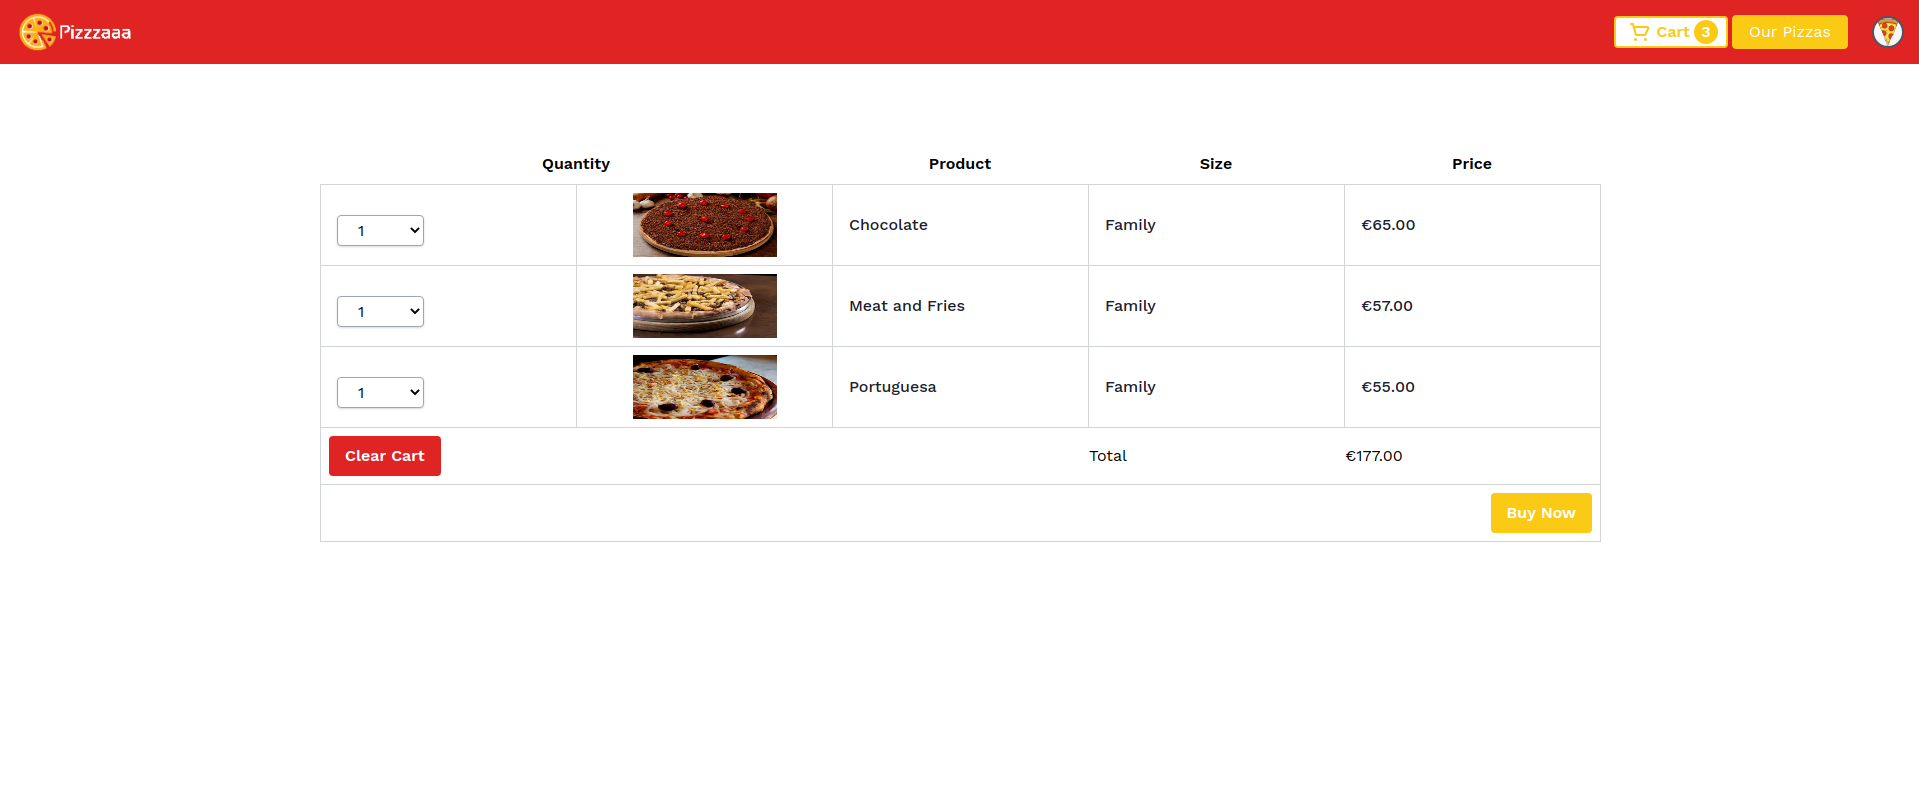 Pizzzaaa
Cart 3
Our Pizzas
Quantity Product Size Price
1 Chocolate Family €65.00
1 Meat and Fries Family €57.00
1 Portuguesa Family €55.00
Clear Cart Total €177.00
Buy Now